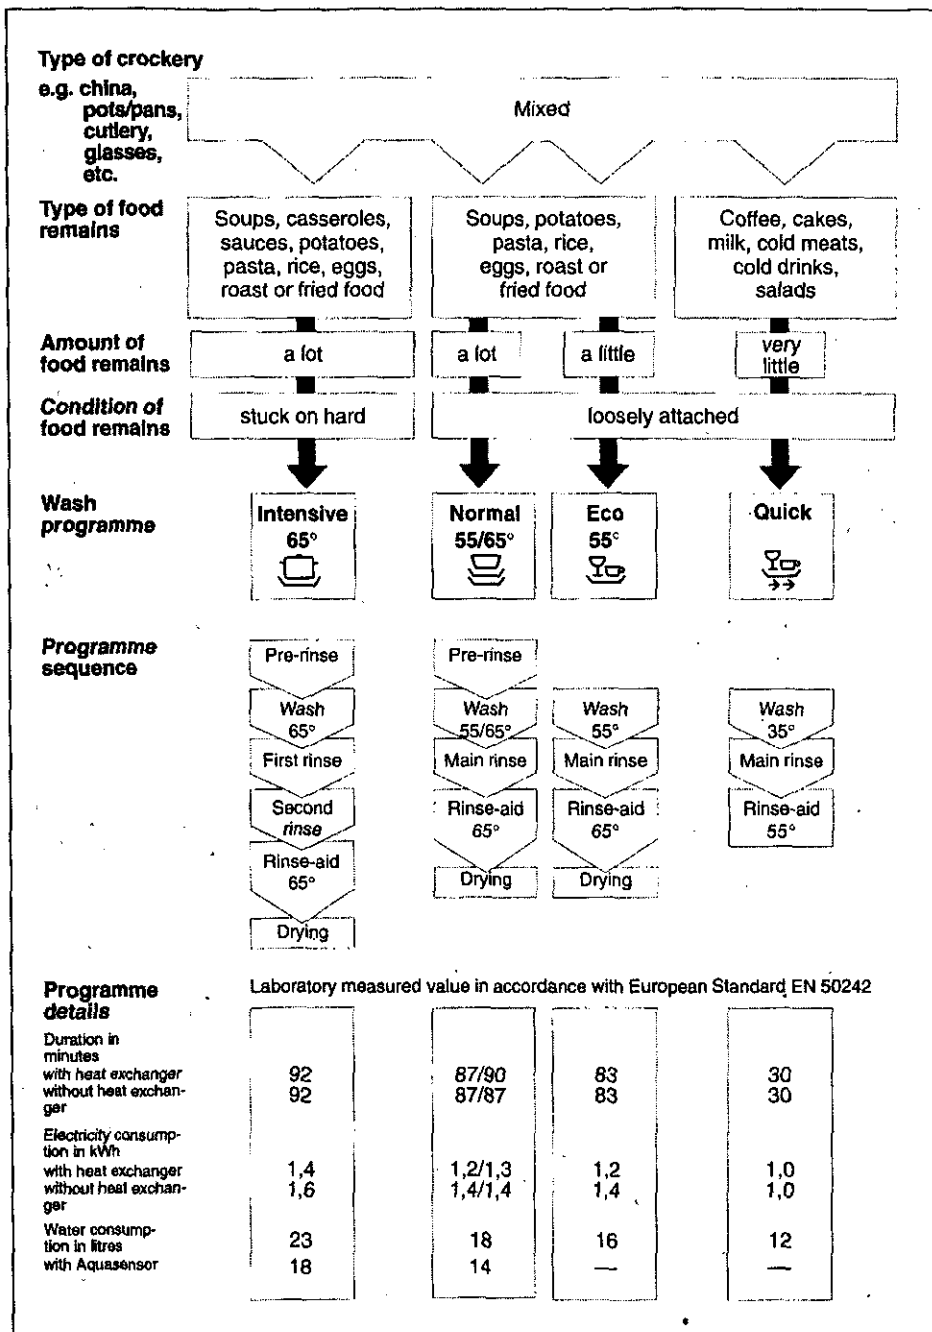 Type of crockery
e.g. china,
pots/pans,
cutlery,
glasses,
etc.
Mixed
Type of food
remains
Soups, casseroles,
sauces, potatoes,
pasta, rice, eggs,
roast or fried food
Soups, potatoes,
pasta, rice,
eggs, roast or
fried food
Coffee, cakes,
milk, cold meats,
cold drinks,
salads
Amount of
food remains
a lot
a lot
a little
very
little
Condition of
food remains
stuck on hard
loosely attached
Wash
programme
Intensive
65°
Normal
55/65°
Eco
55°
Quick
Programme
sequence
Pre-rinse
Wash
65°
First rinse
Second
rinse
Rinse-aid
65°
Drying
Pre-rinse
Wash
55/65°
Main rinse
Rinse-aid
65°
Drying
Wash
55°
Main rinse
Rinse-aid
65°
Drying
Wash
35°
Main rinse
Rinse-aid
55°
Programme
details
Laboratory measured value in accordance with European Standard EN 50242
Duration in
minutes
with heat exchanger 92 87/90 83 30
without heat exchan- 92 87/87 83 30
ger
Electricity consump-
tion in kWh
with heat exchanger 1,4 1,2/1,3 1,2 1,0
without heat exchan- 1,6 1,4/1,4 1,4 1,0
ger
Water consump-
tion in litres 23 18 16 12
with Aquasensor 18 14 — —